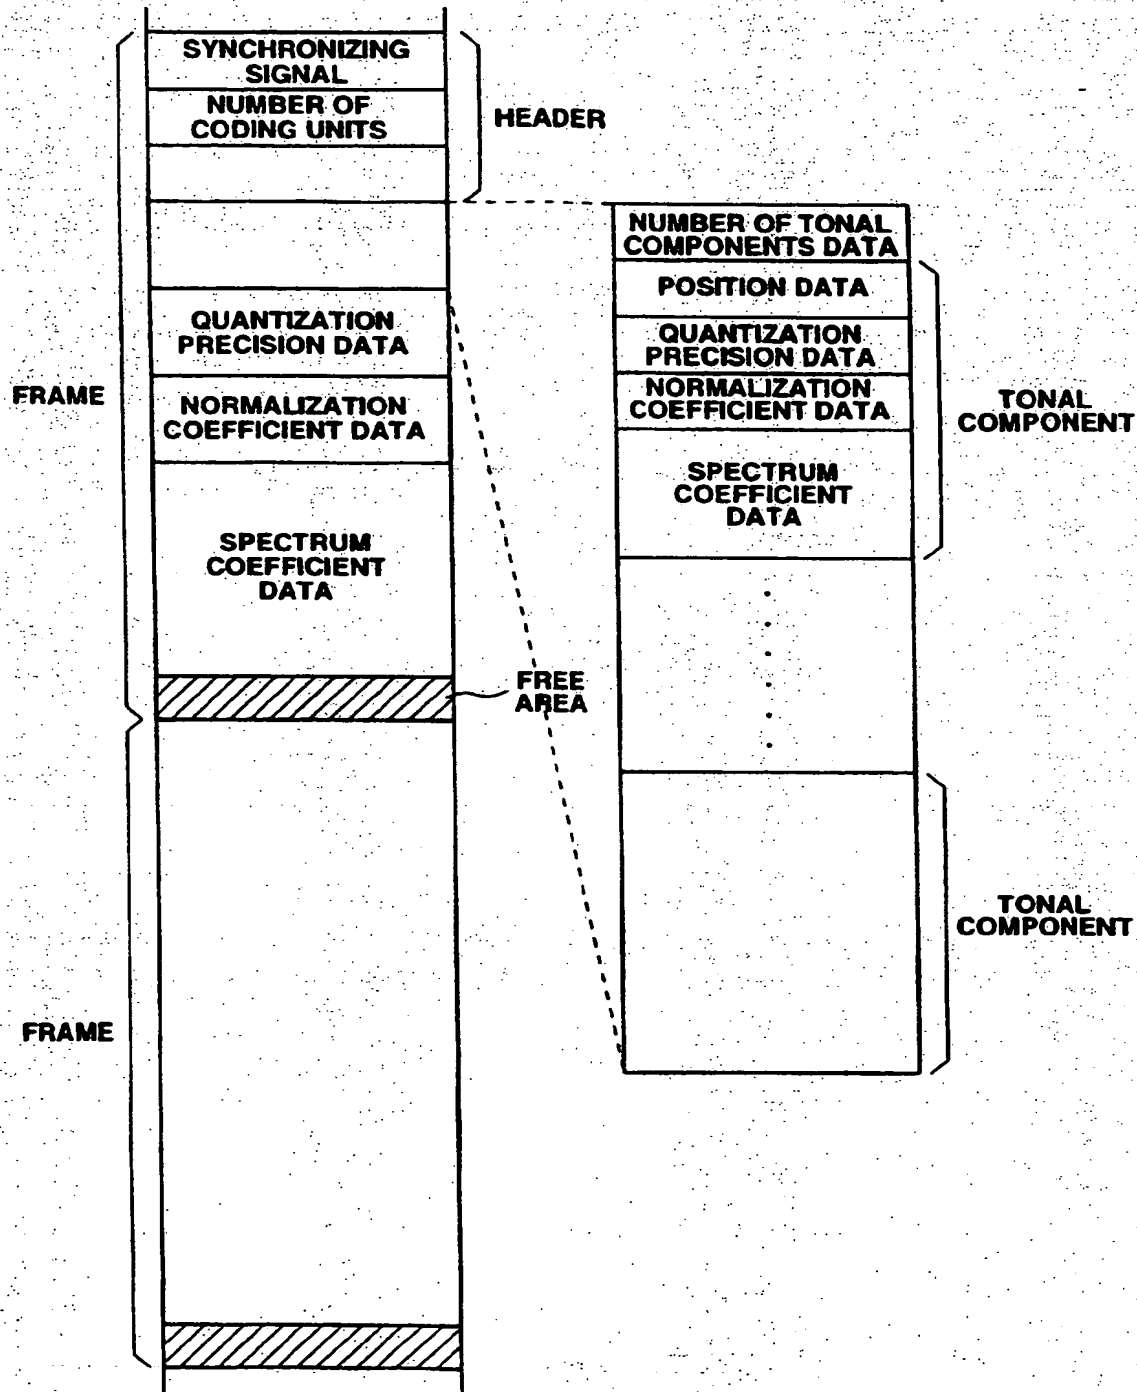 SYNCHRONIZING
SIGNAL
NUMBER OF
CODING UNITS
HEADER
QUANTIZATION
PRECISION DATA
NORMALIZATION
COEFFICIENT DATA
SPECTRUM
COEFFICIENT
DATA
FRAME
FREE
AREA
FRAME
NUMBER OF TONAL
COMPONENTS DATA
POSITION DATA
QUANTIZATION
PRECISION DATA
NORMALIZATION
COEFFICIENT DATA
SPECTRUM
COEFFICIENT
DATA
TONAL
COMPONENT
TONAL
COMPONENT